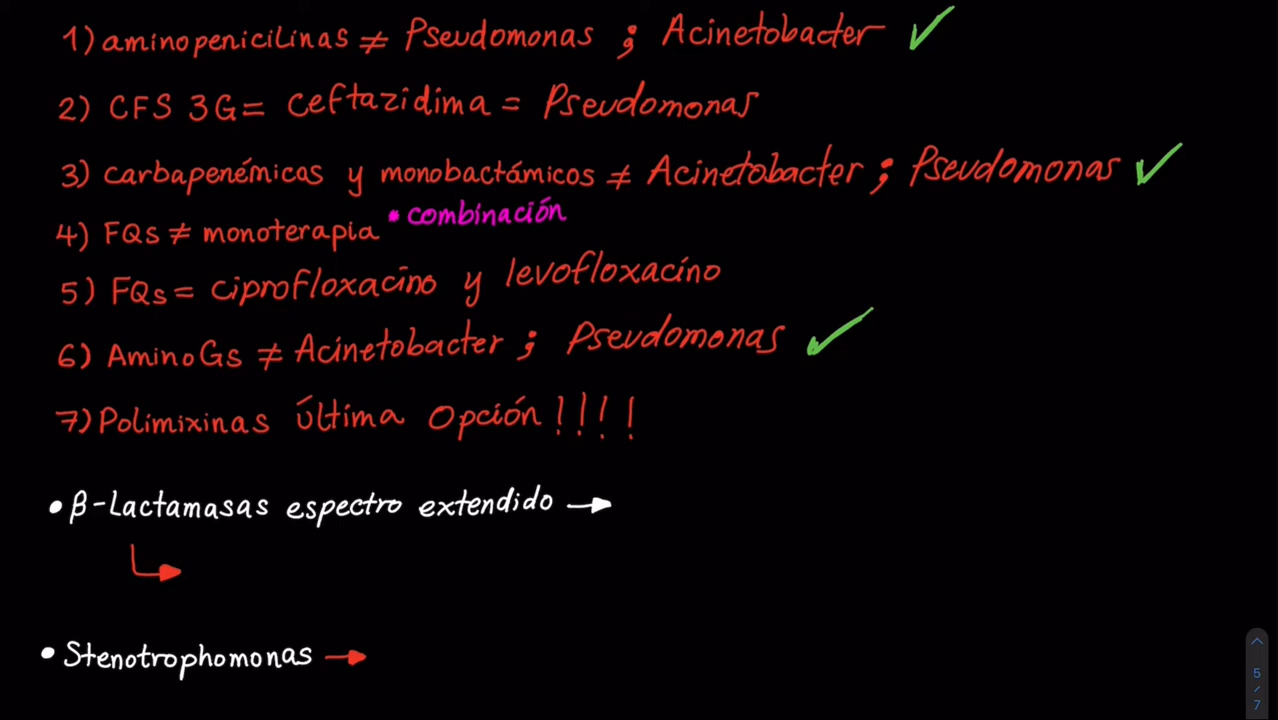 1) aminopenicilinas ≠ Pseudomonas ; Acinetobacter ✓
2) CFS 3G = ceftazidima = Pseudomonas
3) carbapenémicos y monobactámicos ≠ Acinetobacter ; Pseudomonas ✓
4) FQs ≠ monoterapia * combinación
5) FQs = ciprofloxacino y levofloxacino
6) AminoGs ≠ Acinetobacter ; Pseudomonas ✓
7) Polimixinas última opción !!!!
• β-Lactamasas espectro extendido →
↳
• Stenotrophomonas →
5
/
7